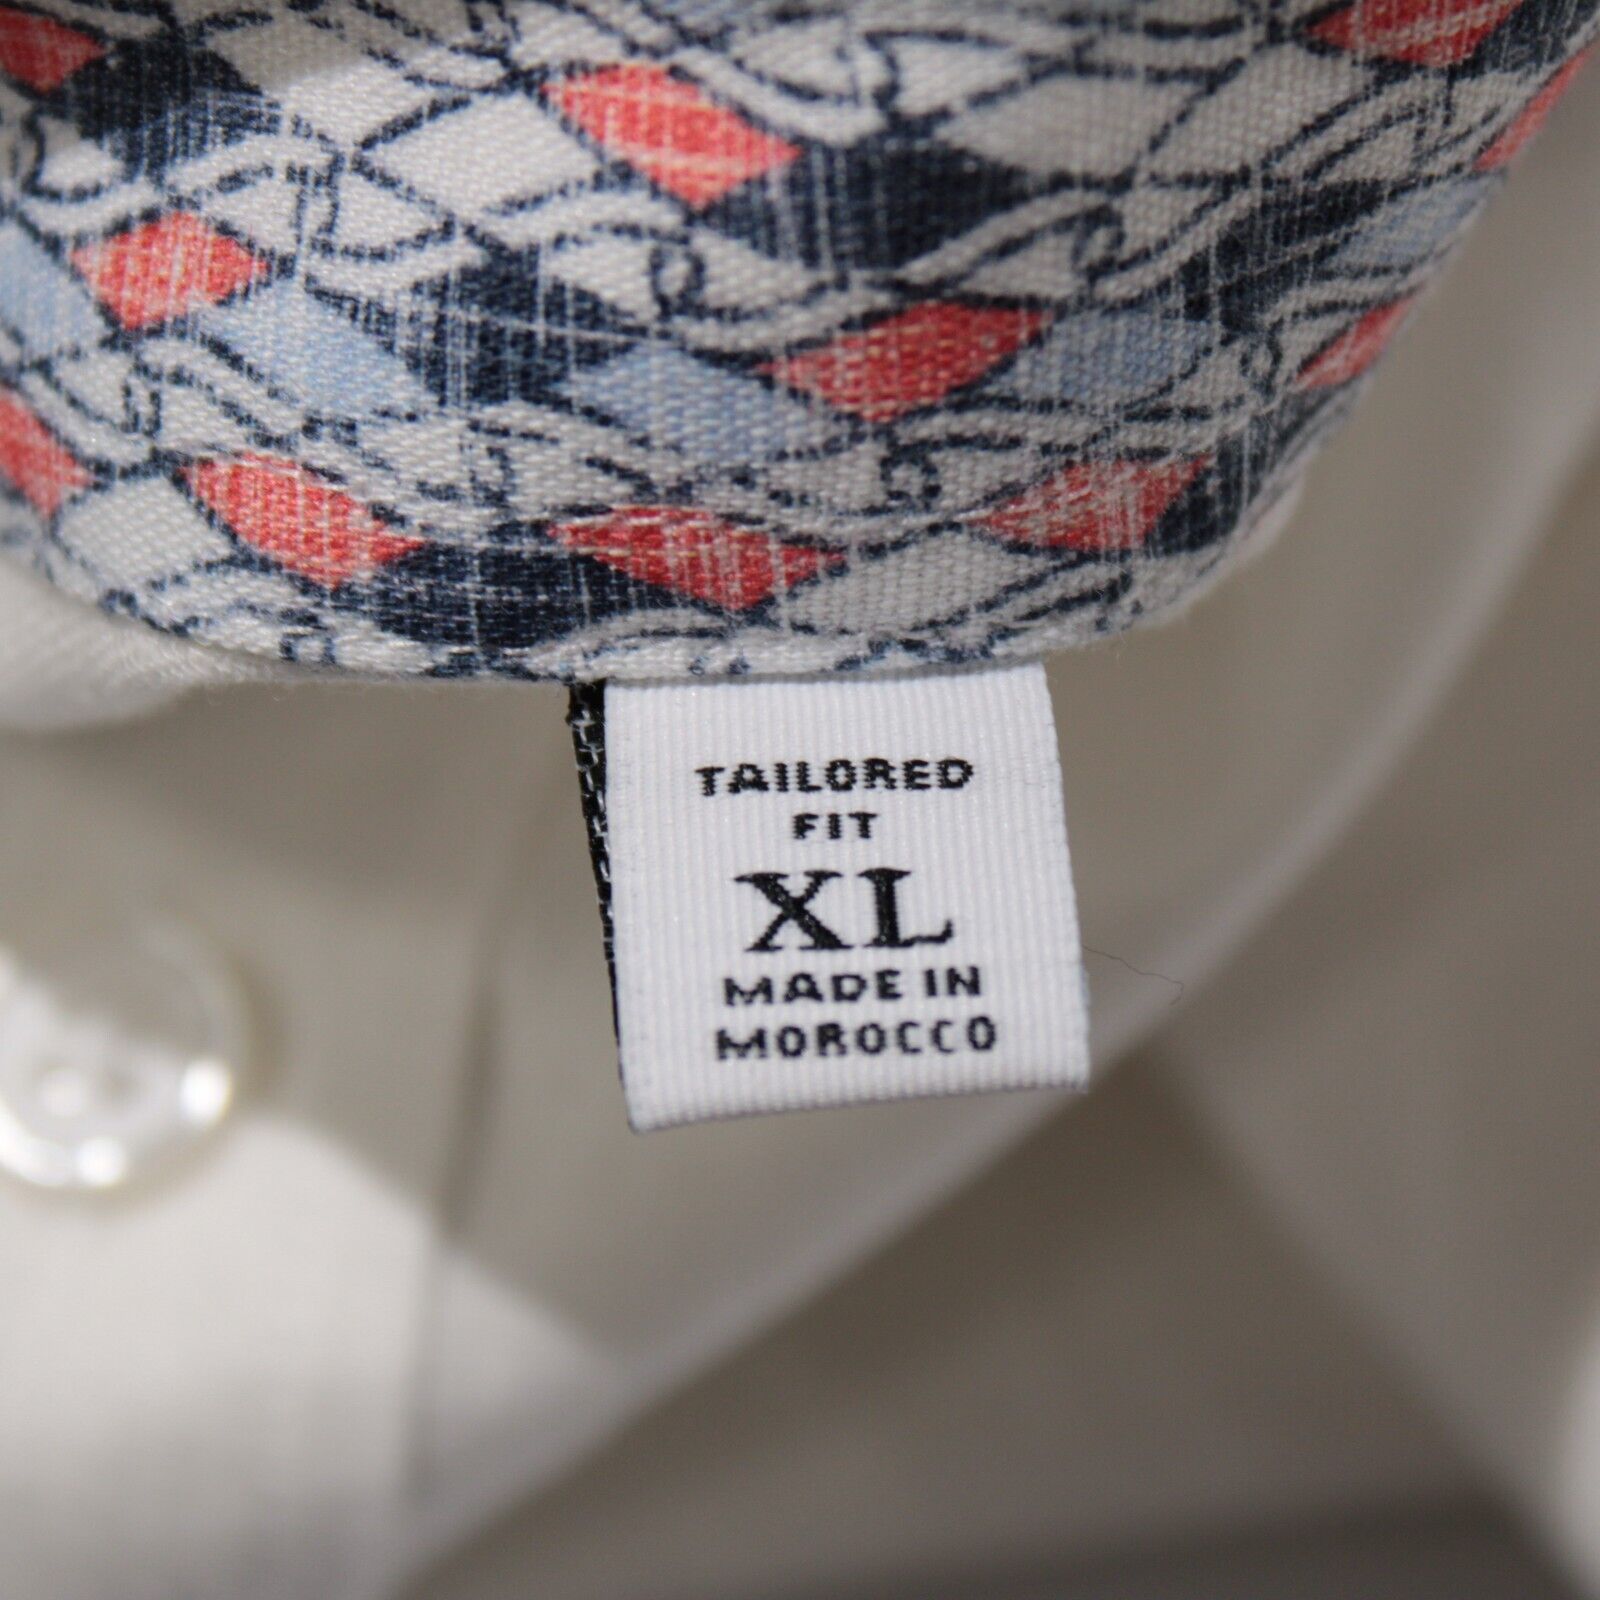 TAILORED
FIT
XL
MADE IN
MOROCCO